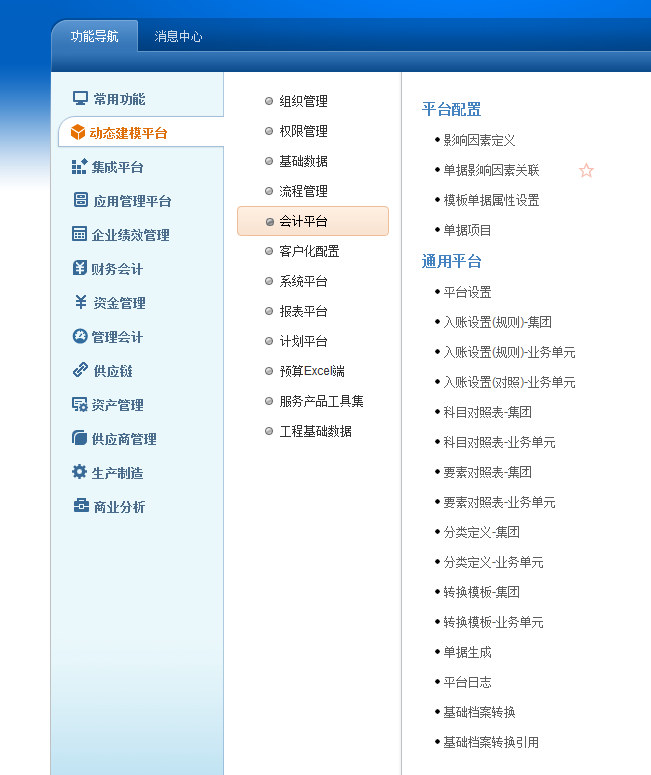 功能导航
消息中心
常用功能
动态建模平台
集成平台
应用管理平台
企业绩效管理
财务会计
资金管理
管理会计
供应链
资产管理
供应商管理
生产制造
商业分析
组织管理
权限管理
基础数据
流程管理
会计平台
客户化配置
系统平台
报表平台
计划平台
预算Excel端
服务产品工具集
工程基础数据
平台配置
影响因素定义
单据影响因素关联
模板单据属性设置
单据项目
通用平台
平台设置
入账设置(规则)-集团
入账设置(规则)-业务单元
入账设置(对照)-业务单元
科目对照表-集团
科目对照表-业务单元
要素对照表-集团
要素对照表-业务单元
分类定义-集团
分类定义-业务单元
转换模板-集团
转换模板-业务单元
单据生成
平台日志
基础档案转换
基础档案转换引用